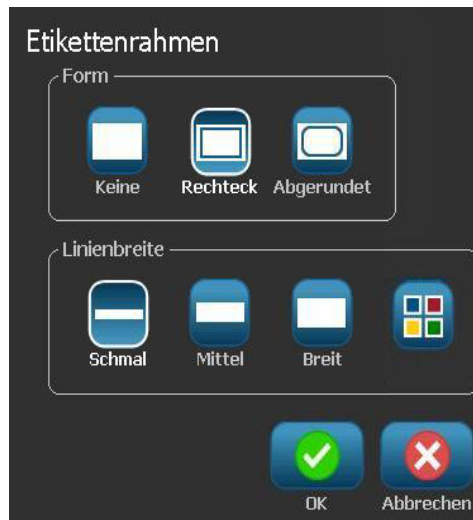 Etikettenrahmen
Form
Keine Rechteck Abgerundet
Linienbreite
Schmal Mittel Breit
OK Abbrechen